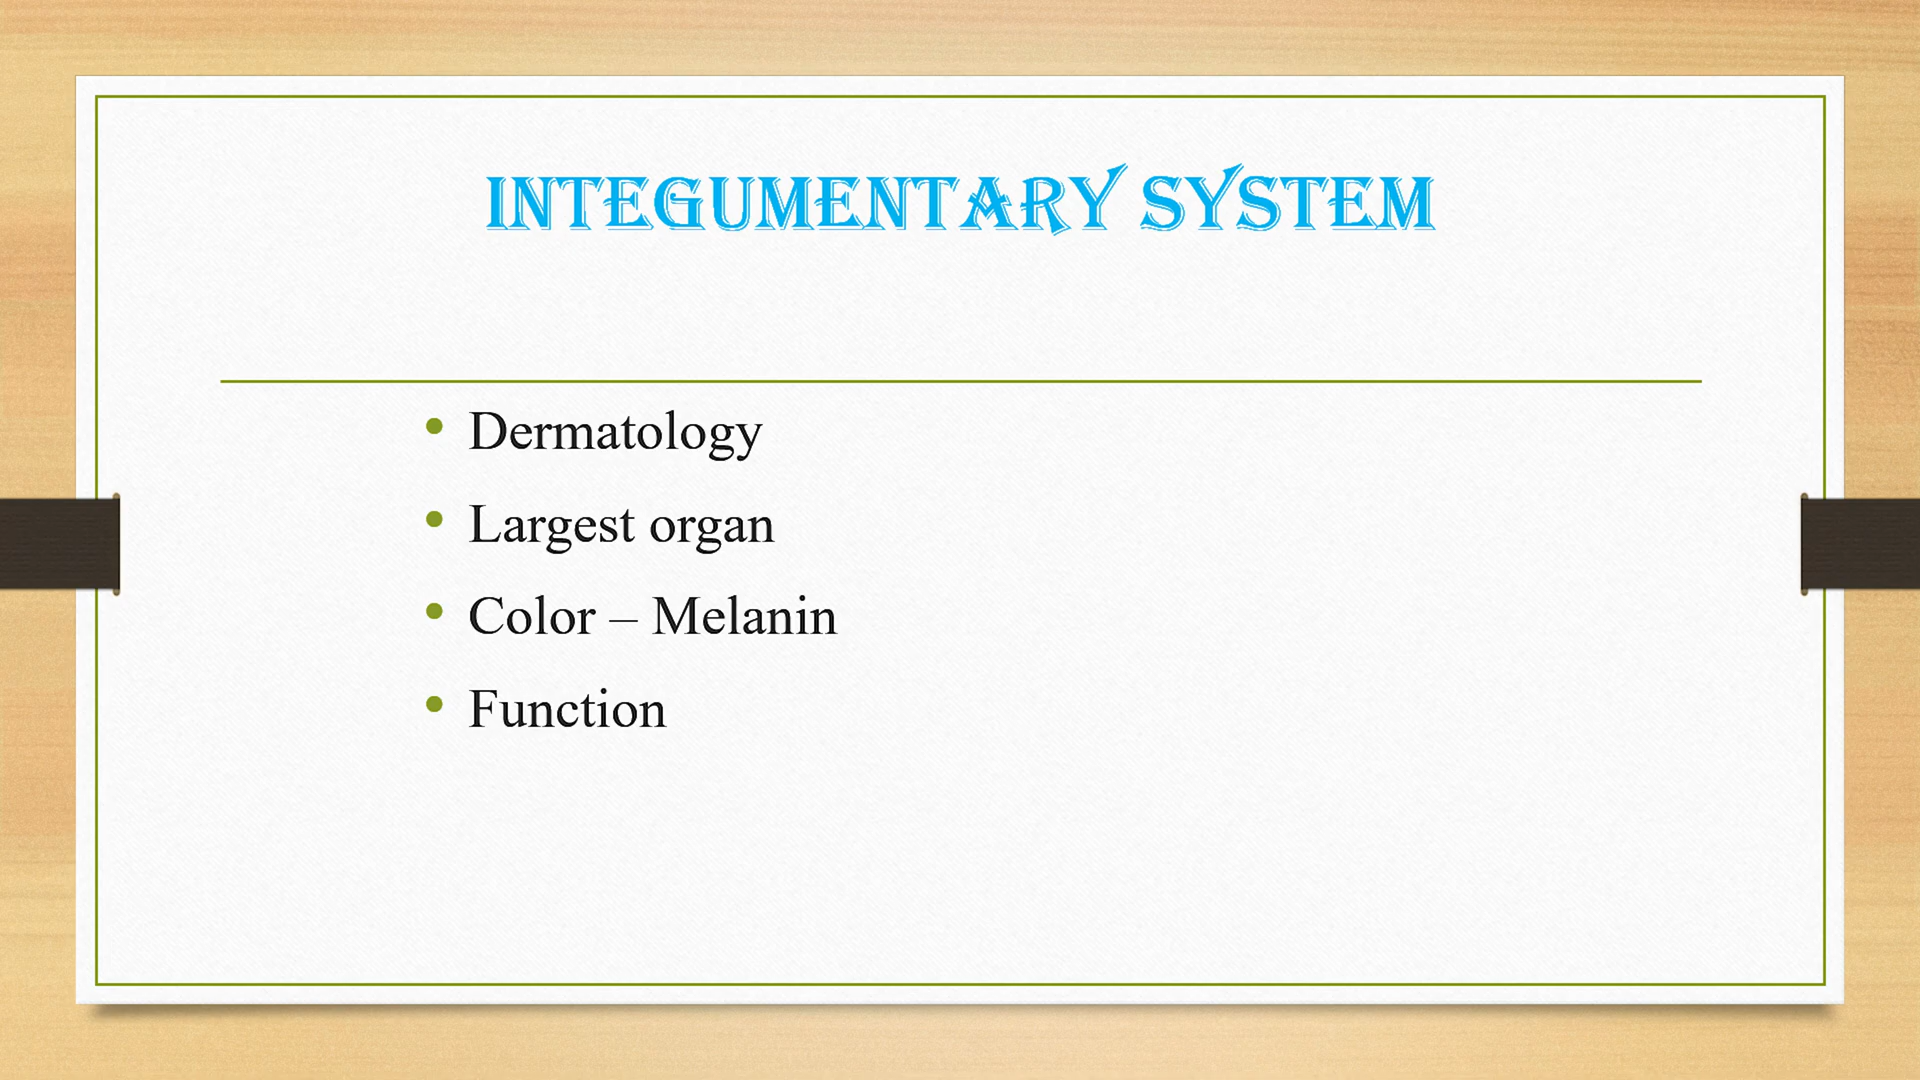 INTEGUMENTARY SYSTEM
• Dermatology
• Largest organ
• Color – Melanin
• Function